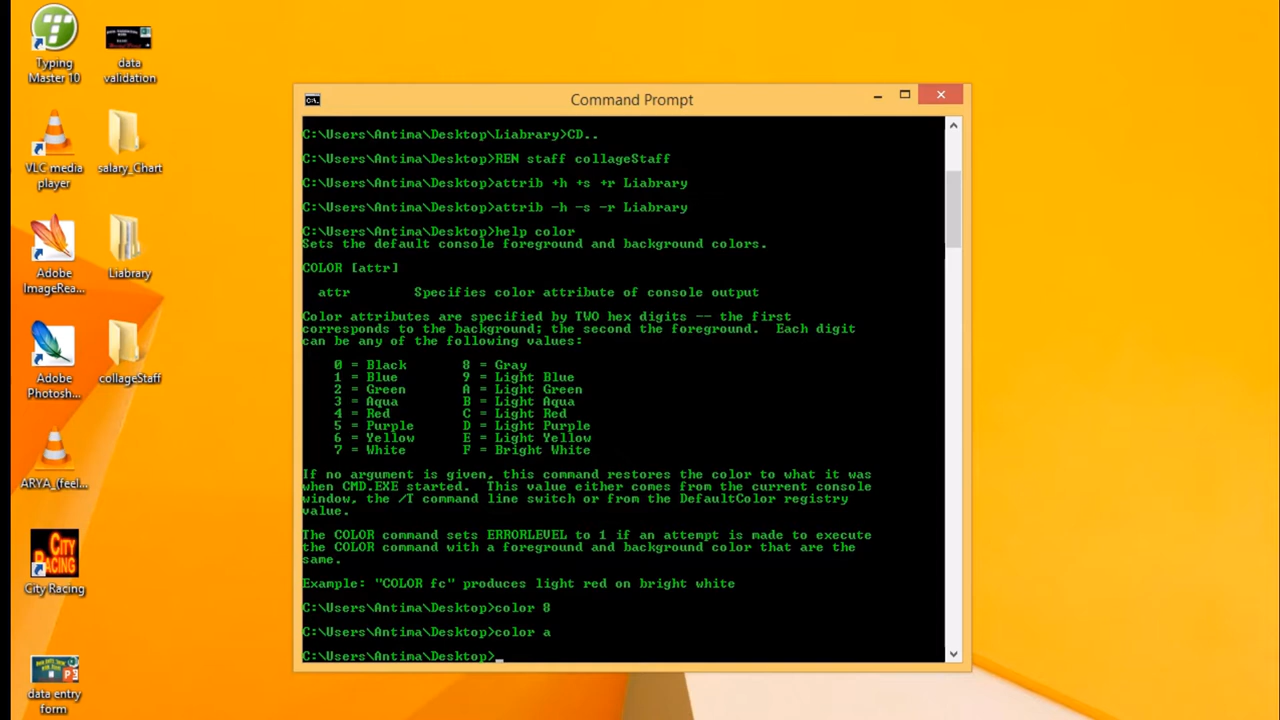 Typing
Master 10
data
validation
VLC media
player
salary_Chart
Adobe
ImageRea...
Liabrary
Adobe
Photosh...
collageStaff
ARYA_(feel...
CITY
RACING
City Racing
data entry
form
C:\.
Command Prompt
C:\Users\Antima\Desktop\Liabrary>CD..
C:\Users\Antima\Desktop>REN staff collageStaff
C:\Users\Antima\Desktop>attrib +h +s +r Liabrary
C:\Users\Antima\Desktop>attrib -h -s -r Liabrary
C:\Users\Antima\Desktop>help color
Sets the default console foreground and background colors.
COLOR [attr]
attr        Specifies color attribute of console output
Color attributes are specified by TWO hex digits -- the first
corresponds to the background; the second the foreground.  Each digit
can be any of the following values:
0 = Black       8 = Gray
1 = Blue        9 = Light Blue
2 = Green       A = Light Green
3 = Aqua        B = Light Aqua
4 = Red         C = Light Red
5 = Purple      D = Light Purple
6 = Yellow      E = Light Yellow
7 = White       F = Bright White
If no argument is given, this command restores the color to what it was
when CMD.EXE started.  This value either comes from the current console
window, the /T command line switch or from the DefaultColor registry
value.
The COLOR command sets ERRORLEVEL to 1 if an attempt is made to execute
the COLOR command with a foreground and background color that are the
same.
Example: "COLOR fc" produces light red on bright white
C:\Users\Antima\Desktop>color 8
C:\Users\Antima\Desktop>color a
C:\Users\Antima\Desktop>_